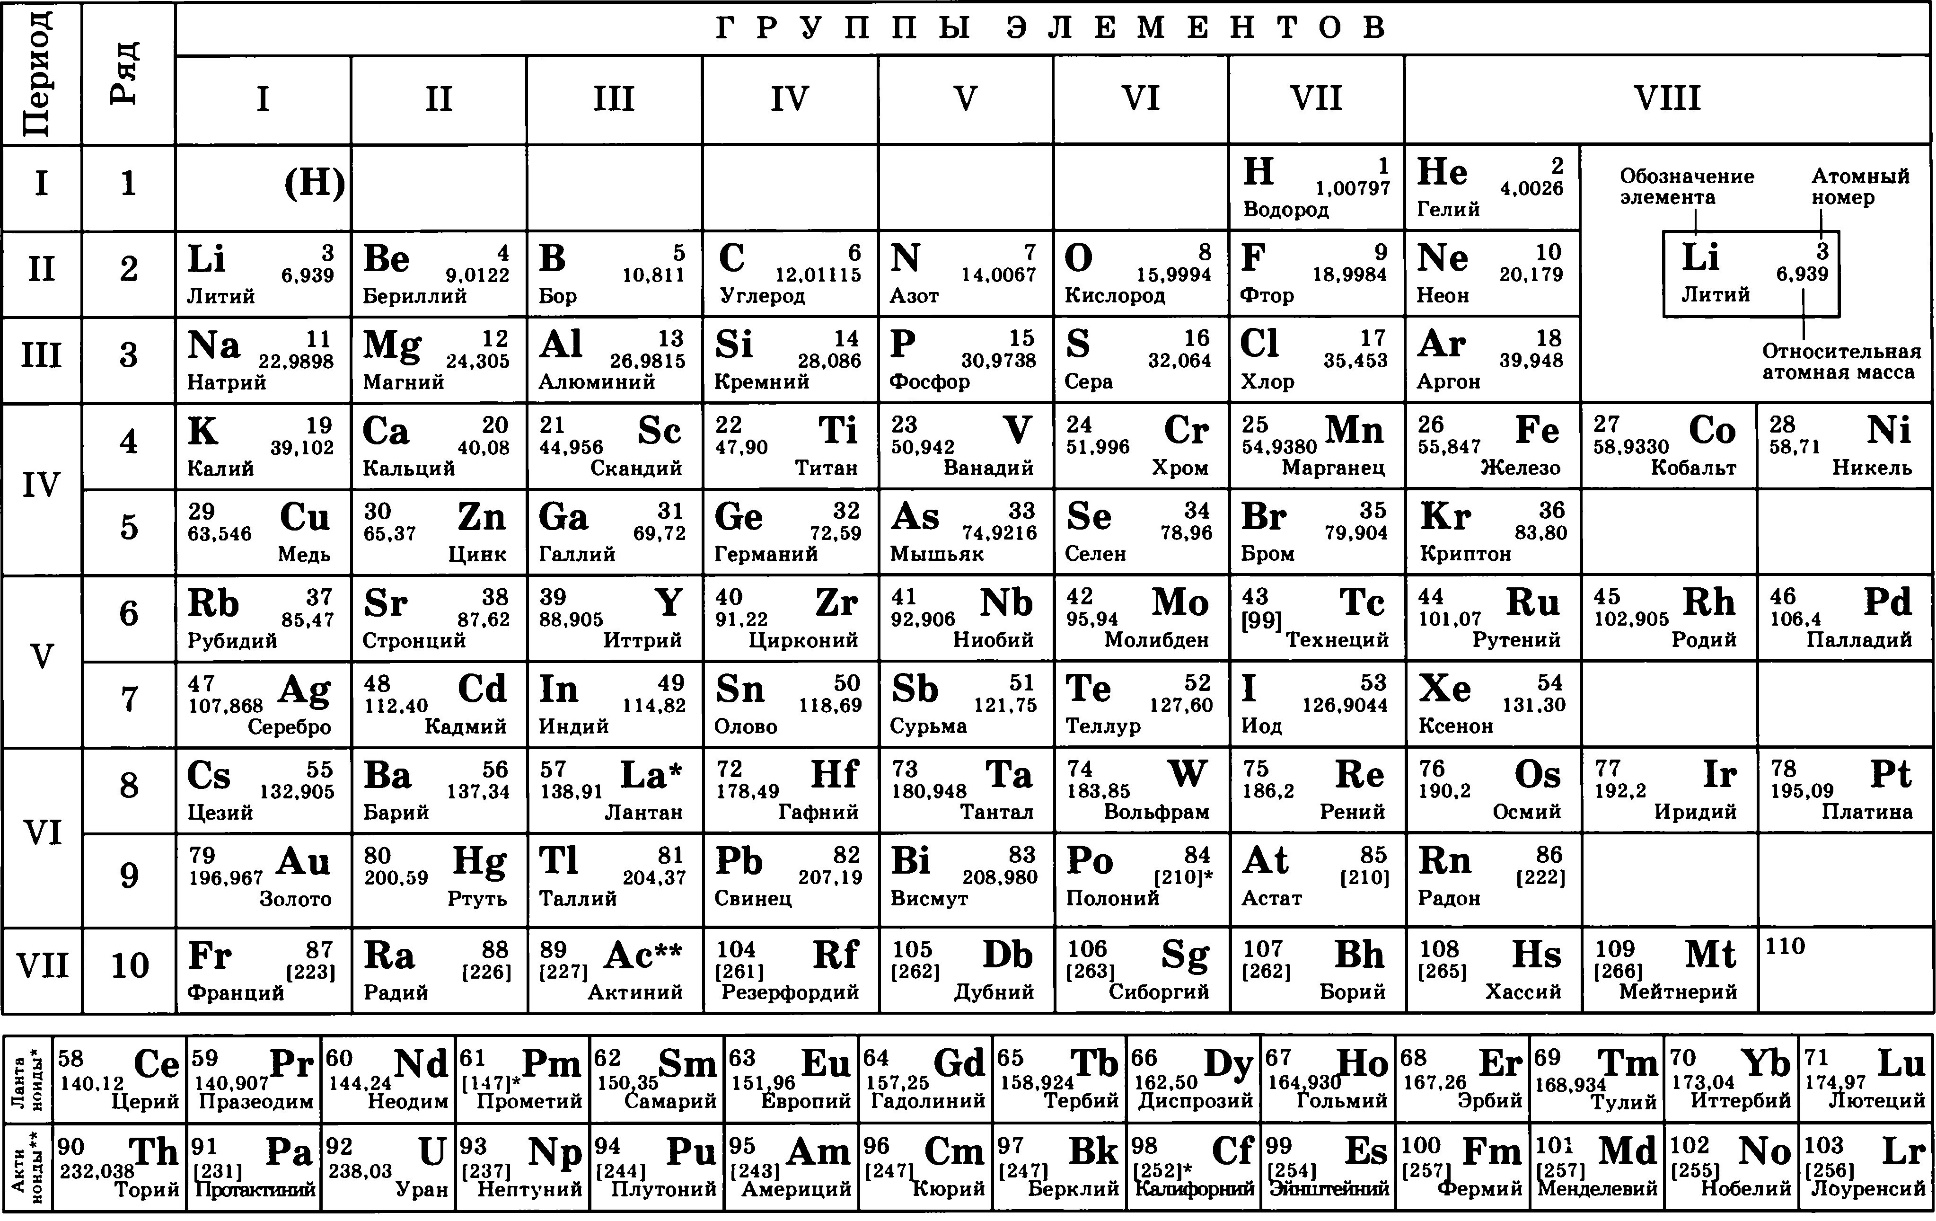 ГРУППЫ ЭЛЕМЕНТОВ
Период Ряд I II III IV V VI VII VIII
I 1 (H) H 1 He 2
1,00797 4,0026
Водород Гелий
Обозначение элемента Атомный номер
Li 3
6,939
Литий
Относительная атомная масса
II 2 Li 3 Be 4 B 5 C 6 N 7 O 8 F 9 Ne 10
6,939 9,0122 10,811 12,01115 14,0067 15,9994 18,9984 20,179
Литий Бериллий Бор Углерод Азот Кислород Фтор Неон
III 3 Na 11 Mg 12 Al 13 Si 14 P 15 S 16 Cl 17 Ar 18
22,9898 24,305 26,9815 28,086 30,9738 32,064 35,453 39,948
Натрий Магний Алюминий Кремний Фосфор Сера Хлор Аргон
IV 4 K 19 Ca 20 21 Sc 22 Ti 23 V 24 Cr 25 Mn 26 Fe 27 Co 28 Ni
39,102 40,08 44,956 47,90 50,942 51,996 54,9380 55,847 58,9330 58,71
Калий Кальций Скандий Титан Ванадий Хром Марганец Железо Кобальт Никель
5 29 Cu 30 Zn Ga 31 Ge 32 As 33 Se 34 Br 35 Kr 36
63,546 65,37 69,72 72,59 74,9216 78,96 79,904 83,80
Медь Цинк Галлий Германий Мышьяк Селен Бром Криптон
V 6 Rb 37 Sr 38 39 Y 40 Zr 41 Nb 42 Mo 43 Tc 44 Ru 45 Rh 46 Pd
85,47 87,62 88,905 91,22 92,906 95,94 [99] 101,07 102,905 106,4
Рубидий Стронций Иттрий Цирконий Ниобий Молибден Технеций Рутений Родий Палладий
7 47 Ag 48 Cd In 49 Sn 50 Sb 51 Te 52 I 53 Xe 54
107,868 112,40 114,82 118,69 121,75 127,60 126,9044 131,30
Серебро Кадмий Индий Олово Сурьма Теллур Иод Ксенон
VI 8 Cs 55 Ba 56 57 La* 72 Hf 73 Ta 74 W 75 Re 76 Os 77 Ir 78 Pt
132,905 137,34 138,91 178,49 180,948 183,85 186,2 190,2 192,2 195,09
Цезий Барий Лантан Гафний Тантал Вольфрам Рений Осмий Иридий Платина
9 79 Au 80 Hg Tl 81 Pb 82 Bi 83 Po 84 At 85 Rn 86
196,967 200,59 204,37 207,19 208,980 [210]* [210] [222]
Золото Ртуть Таллий Свинец Висмут Полоний Астат Радон
VII 10 Fr 87 Ra 88 89 Ac** 104 Rf 105 Db 106 Sg 107 Bh 108 Hs 109 Mt 110
[223] [226] [227] [261] [262] [263] [262] [265] [266]
Франций Радий Актиний Резерфордий Дубний Сиборгий Борий Хассий Мейтнерий
Ланта ноиды* 58 Ce 59 Pr 60 Nd 61 Pm 62 Sm 63 Eu 64 Gd 65 Tb 66 Dy 67 Ho 68 Er 69 Tm 70 Yb 71 Lu
140,12 140,907 144,24 [147]* 150,35 151,96 157,25 158,924 162,50 164,930 167,26 168,934 173,04 174,97
Церий Празеодим Неодим Прометий Самарий Европий Гадолиний Тербий Диспрозий Гольмий Эрбий Тулий Иттербий Лютеций
Акти ноиды** 90 Th 91 Pa 92 U 93 Np 94 Pu 95 Am 96 Cm 97 Bk 98 Cf 99 Es 100 Fm 101 Md 102 No 103 Lr
232,038 [231] 238,03 [237] [244] [243] [247] [247] [252]* [254] [257] [257] [255] [256]
Торий Протактиний Уран Нептуний Плутоний Америций Кюрий Берклий Калифорний Эйнштейний Фермий Менделевий Нобелий Лоуренсий